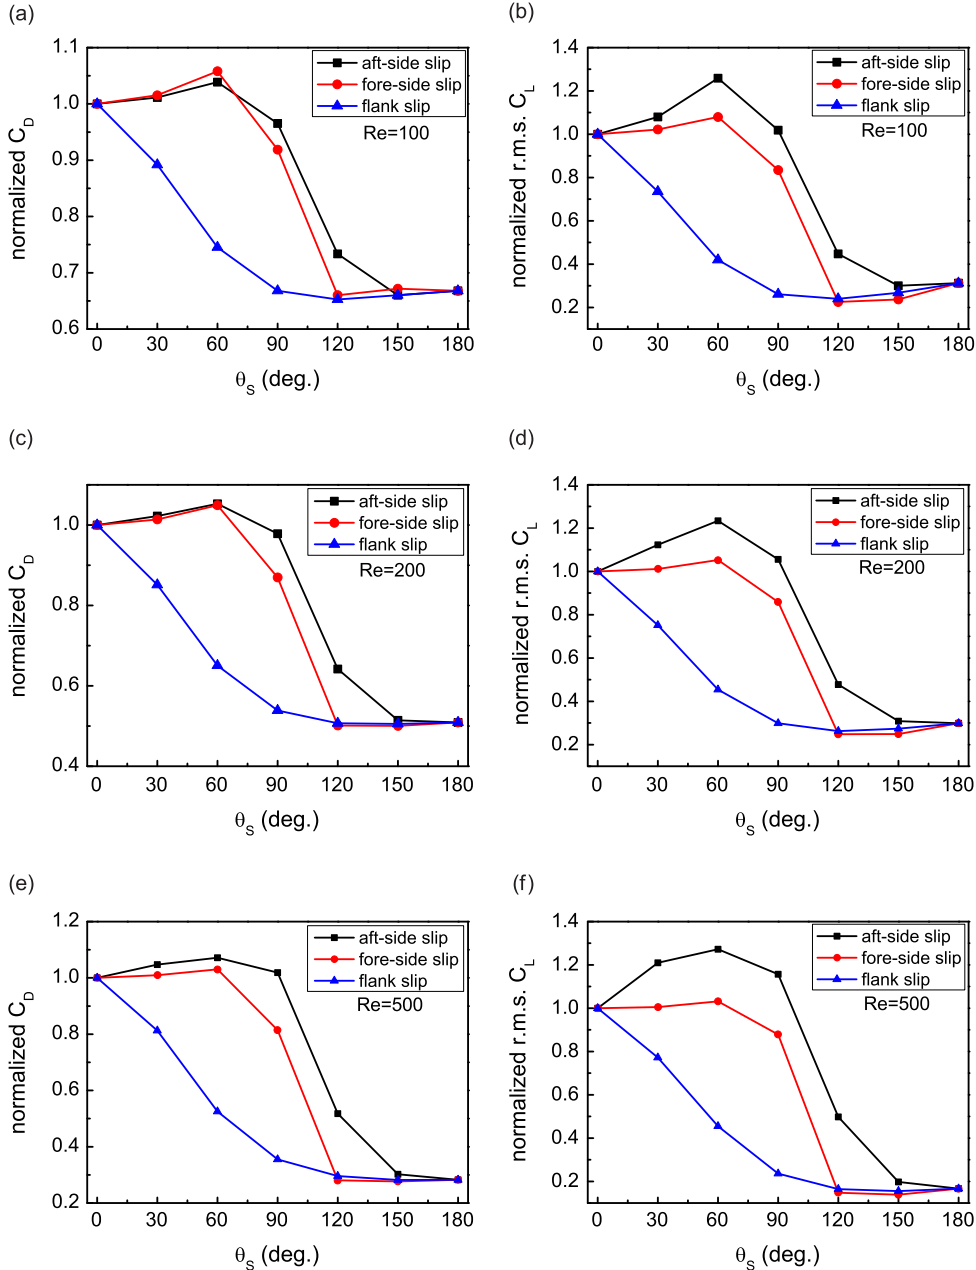 (a)
1.1
1.0
0.9
0.8
0.7
0.6
normalized C_D
aft-side slip
fore-side slip
flank slip
Re=100
0 30 60 90 120 150 180
θ_S (deg.)
(b)
1.4
1.2
1.0
0.8
0.6
0.4
0.2
normalized r.m.s. C_L
aft-side slip
fore-side slip
flank slip
Re=100
0 30 60 90 120 150 180
θ_S (deg.)
(c)
1.0
0.8
0.6
0.4
normalized C_D
aft-side slip
fore-side slip
flank slip
Re=200
0 30 60 90 120 150 180
θ_S (deg.)
(d)
1.4
1.2
1.0
0.8
0.6
0.4
0.2
normalized r.m.s. C_L
aft-side slip
fore-side slip
flank slip
Re=200
0 30 60 90 120 150 180
θ_S (deg.)
(e)
1.2
1.0
0.8
0.6
0.4
0.2
normalized C_D
aft-side slip
fore-side slip
flank slip
Re=500
0 30 60 90 120 150 180
θ_S (deg.)
(f)
1.4
1.2
1.0
0.8
0.6
0.4
0.2
normalized r.m.s. C_L
aft-side slip
fore-side slip
flank slip
Re=500
0 30 60 90 120 150 180
θ_S (deg.)